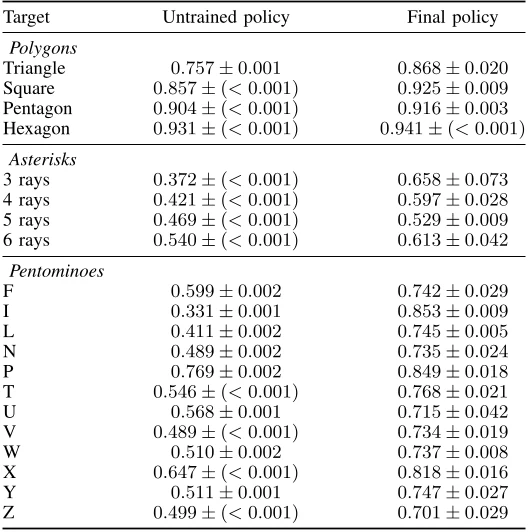 Target Untrained policy Final policy
Polygons
Triangle 0.757 ± 0.001 0.868 ± 0.020
Square 0.857 ± (< 0.001) 0.925 ± 0.009
Pentagon 0.904 ± (< 0.001) 0.916 ± 0.003
Hexagon 0.931 ± (< 0.001) 0.941 ± (< 0.001)
Asterisks
3 rays 0.372 ± (< 0.001) 0.658 ± 0.073
4 rays 0.421 ± (< 0.001) 0.597 ± 0.028
5 rays 0.469 ± (< 0.001) 0.529 ± 0.009
6 rays 0.540 ± (< 0.001) 0.613 ± 0.042
Pentominoes
F 0.599 ± 0.002 0.742 ± 0.029
I 0.331 ± 0.001 0.853 ± 0.009
L 0.411 ± 0.002 0.745 ± 0.005
N 0.489 ± 0.002 0.735 ± 0.024
P 0.769 ± 0.002 0.849 ± 0.018
T 0.546 ± (< 0.001) 0.768 ± 0.021
U 0.568 ± 0.001 0.715 ± 0.042
V 0.489 ± (< 0.001) 0.734 ± 0.019
W 0.510 ± 0.002 0.737 ± 0.008
X 0.647 ± (< 0.001) 0.818 ± 0.016
Y 0.511 ± 0.001 0.747 ± 0.027
Z 0.499 ± (< 0.001) 0.701 ± 0.029